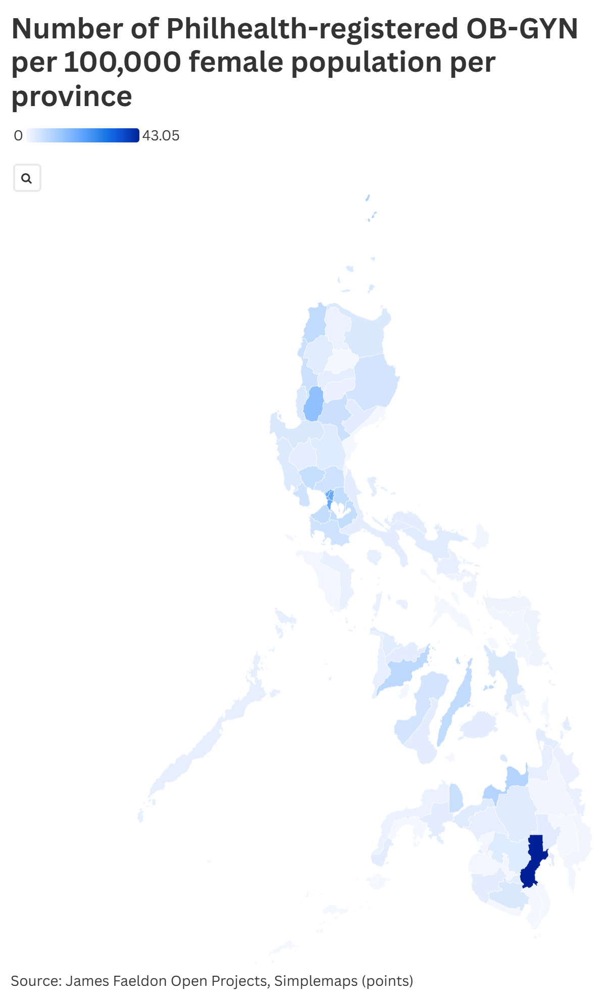 Number of Philhealth-registered OB-GYN
per 100,000 female population per
province
0 43.05
Source: James Faeldon Open Projects, Simplemaps (points)